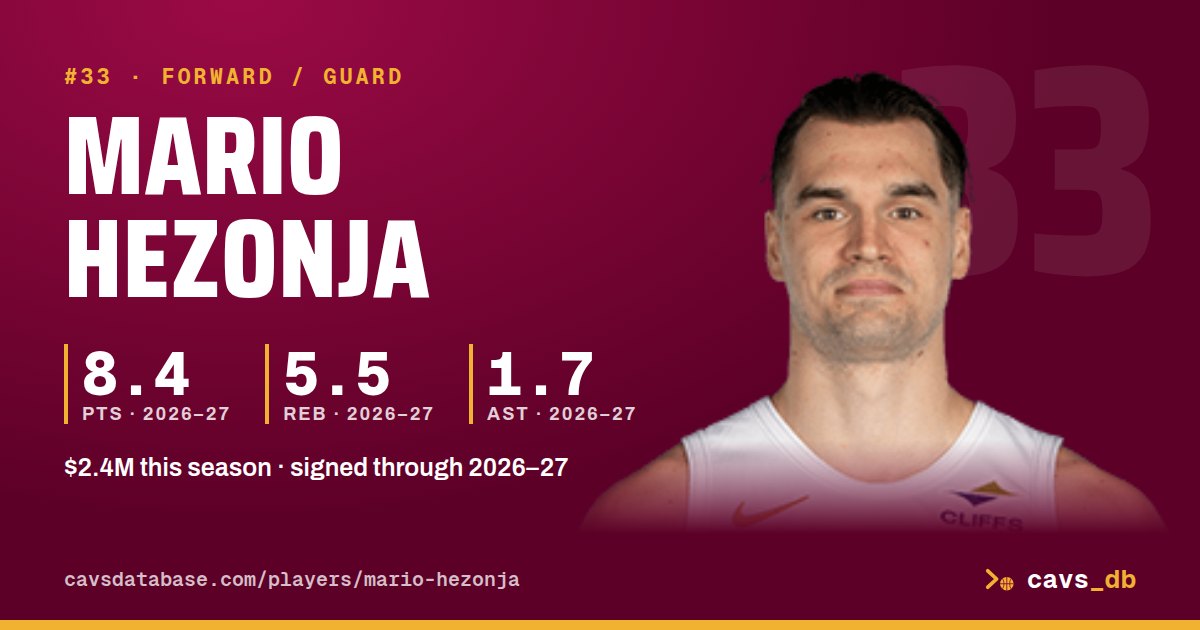 #33 · FORWARD / GUARD
MARIO
HEZONJA
33
8.4 5.5 1.7
PTS · 2026–27 REB · 2026–27 AST · 2026–27
$2.4M this season · signed through 2026–27
CLIFFS
cavsdatabase.com/players/mario-hezonja
cavs_db